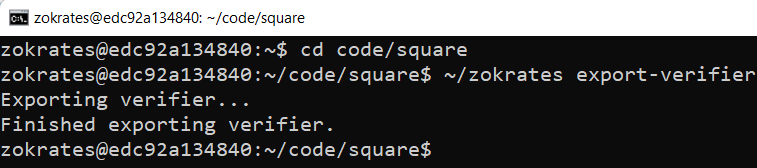 zokrates@edc92a134840: ~/code/square
zokrates@edc92a134840:~$ cd code/square
zokrates@edc92a134840:~/code/square$ ~/zokrates export-verifier
Exporting verifier...
Finished exporting verifier.
zokrates@edc92a134840:~/code/square$